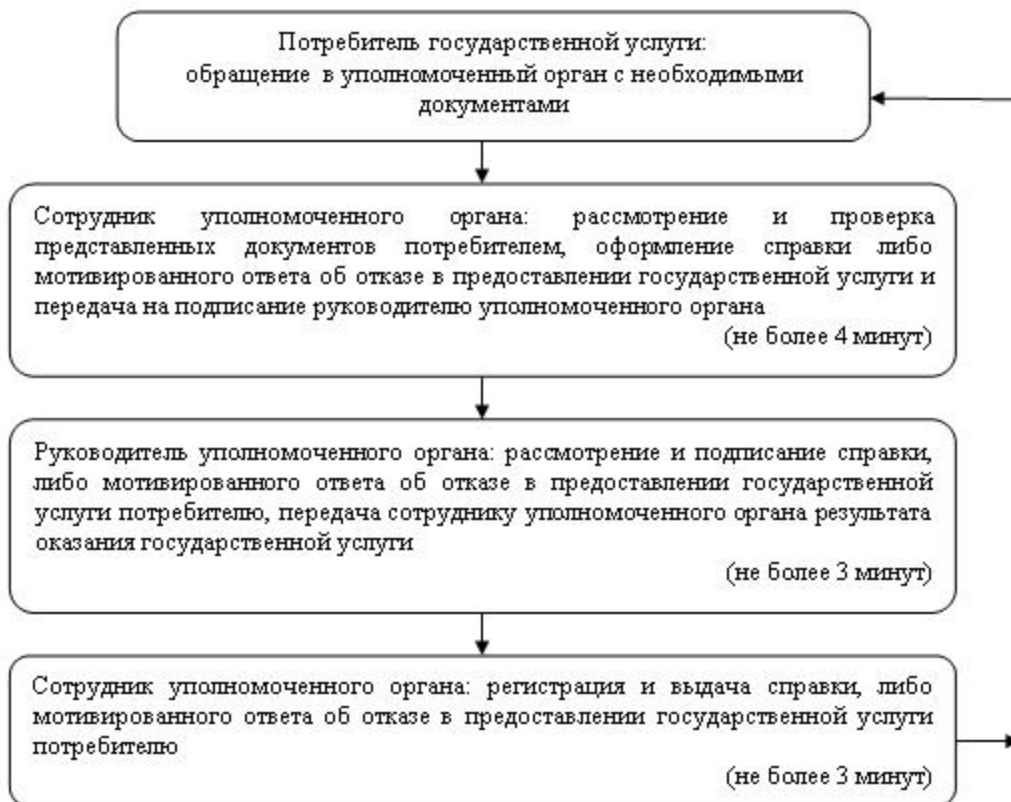 Потребитель государственной услуги:
обращение в уполномоченный орган с необходимыми
документами
Сотрудник уполномоченного органа: рассмотрение и проверка
представленных документов потребителем, оформление справки либо
мотивированного ответа об отказе в предоставлении государственной услуги и
передача на подписание руководителю уполномоченного органа
(не более 4 минут)
Руководитель уполномоченного органа: рассмотрение и подписание справки,
либо мотивированного ответа об отказе в предоставлении государственной
услуги потребителю, передача сотруднику уполномоченного органа результата
оказания государственной услуги
(не более 3 минут)
Сотрудник уполномоченного органа: регистрация и выдача справки, либо
мотивированного ответа об отказе в предоставлении государственной услуги
потребителю
(не более 3 минут)